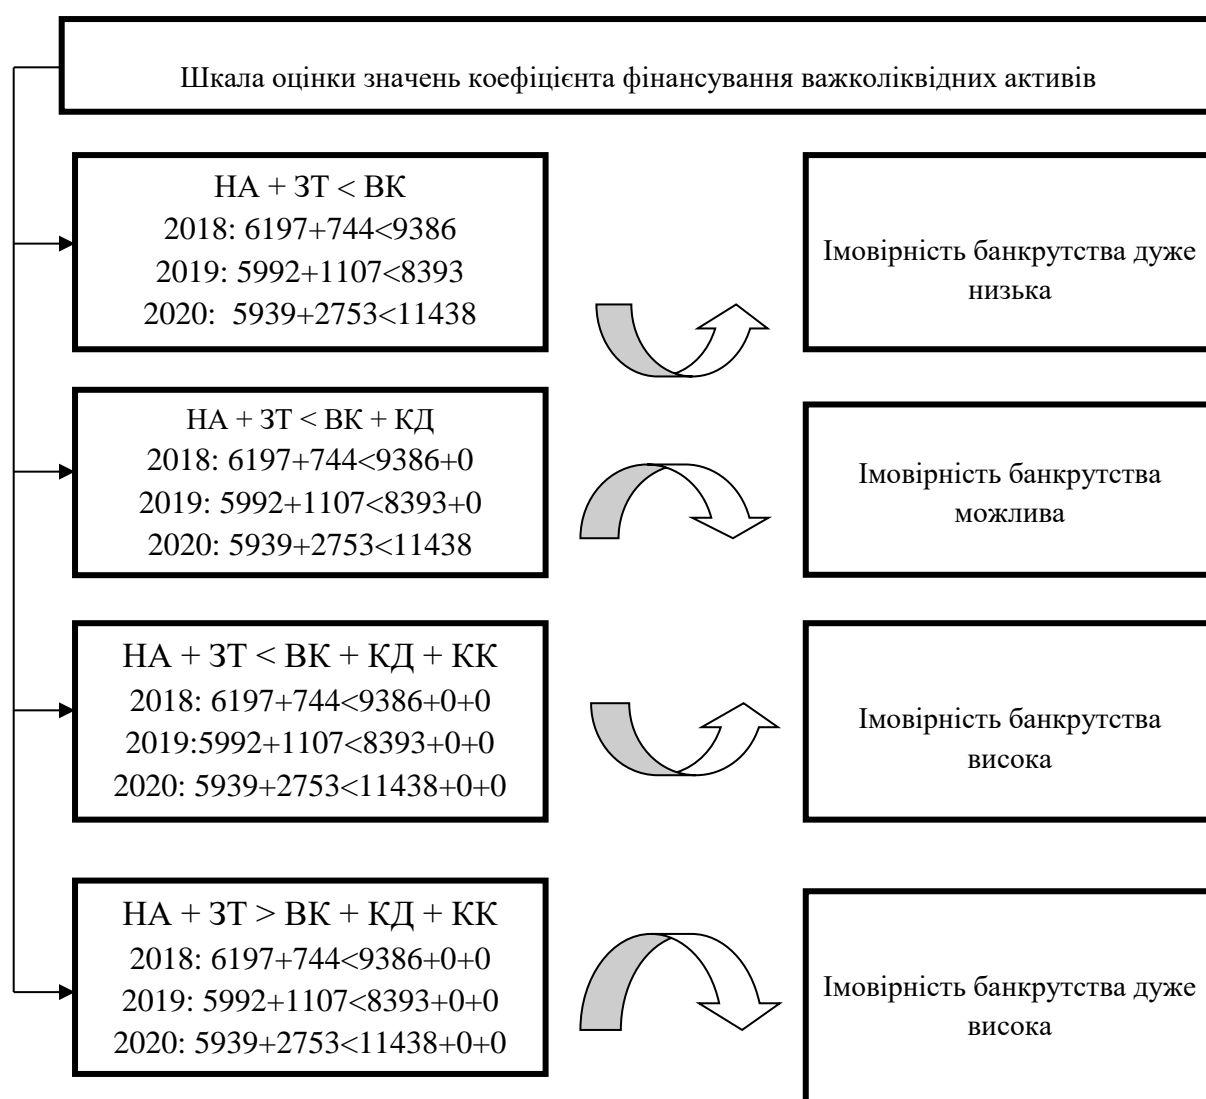 Шкала оцінки значень коефіцієнта фінансування важколіквідних активів
НА + ЗТ < ВК
2018: 6197+744<9386
2019: 5992+1107<8393
2020: 5939+2753<11438
Імовірність банкрутства дуже
низька
НА + ЗТ < ВК + КД
2018: 6197+744<9386+0
2019: 5992+1107<8393+0
2020: 5939+2753<11438
Імовірність банкрутства
можлива
НА + ЗТ < ВК + КД + КК
2018: 6197+744<9386+0+0
2019:5992+1107<8393+0+0
2020: 5939+2753<11438+0+0
Імовірність банкрутства
висока
НА + ЗТ > ВК + КД + КК
2018: 6197+744<9386+0+0
2019: 5992+1107<8393+0+0
2020: 5939+2753<11438+0+0
Імовірність банкрутства дуже
висока